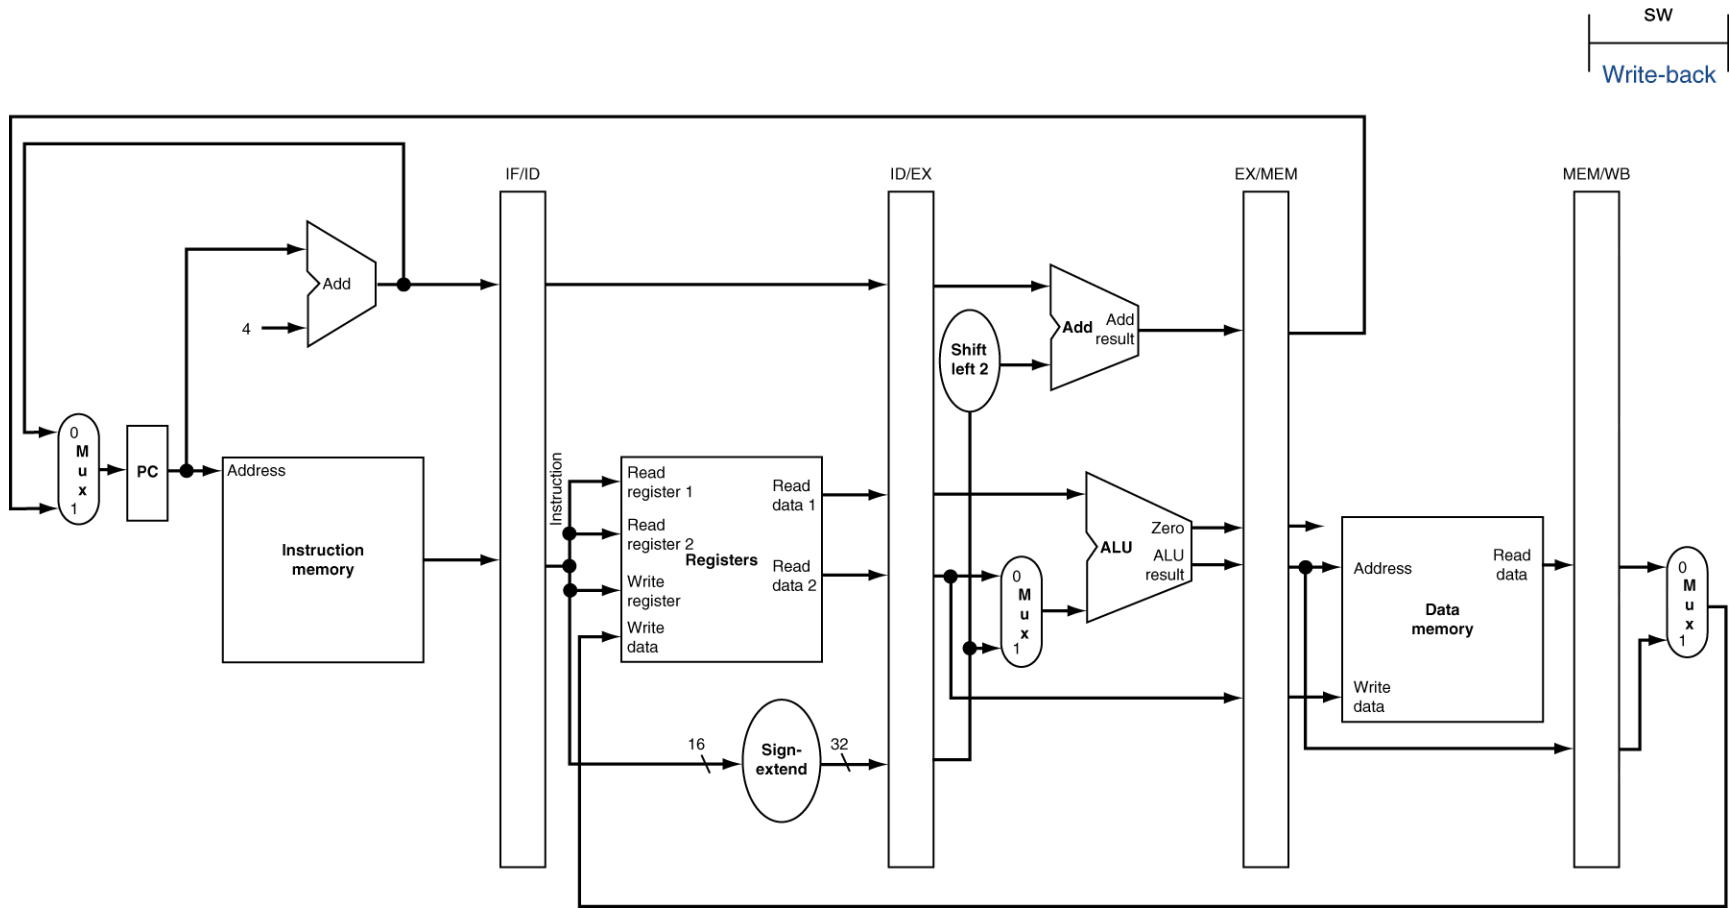 SW
Write-back
IF/ID
ID/EX
EX/MEM
MEM/WB
Add
4
Shift
left 2
Add
Add
result
0
M
u
x
1
PC
Address
Instruction
memory
Instruction
Read
register 1
Read
register 2
Write
register
Write
data
Registers
Read
data 1
Read
data 2
16
Sign-
extend
32
0
M
u
x
1
ALU
Zero
ALU
result
Address
Read
data
Data
memory
Write
data
0
M
u
x
1